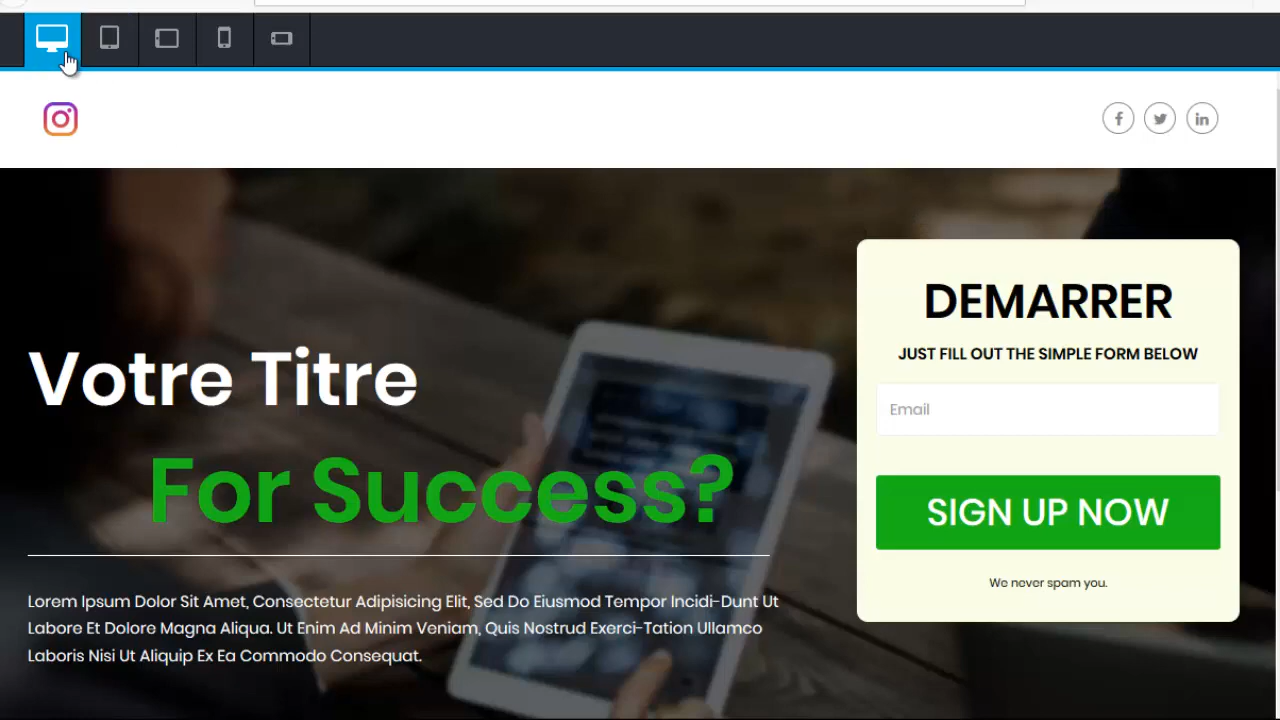 Votre Titre
For Success?
Lorem Ipsum Dolor Sit Amet, Consectetur Adipisicing Elit, Sed Do Eiusmod Tempor Incidi-Dunt Ut
Labore Et Dolore Magna Aliqua. Ut Enim Ad Minim Veniam, Quis Nostrud Exerci-Tation Ullamco
Laboris Nisi Ut Aliquip Ex Ea Commodo Consequat.
DEMARRER
JUST FILL OUT THE SIMPLE FORM BELOW
Email
SIGN UP NOW
We never spam you.